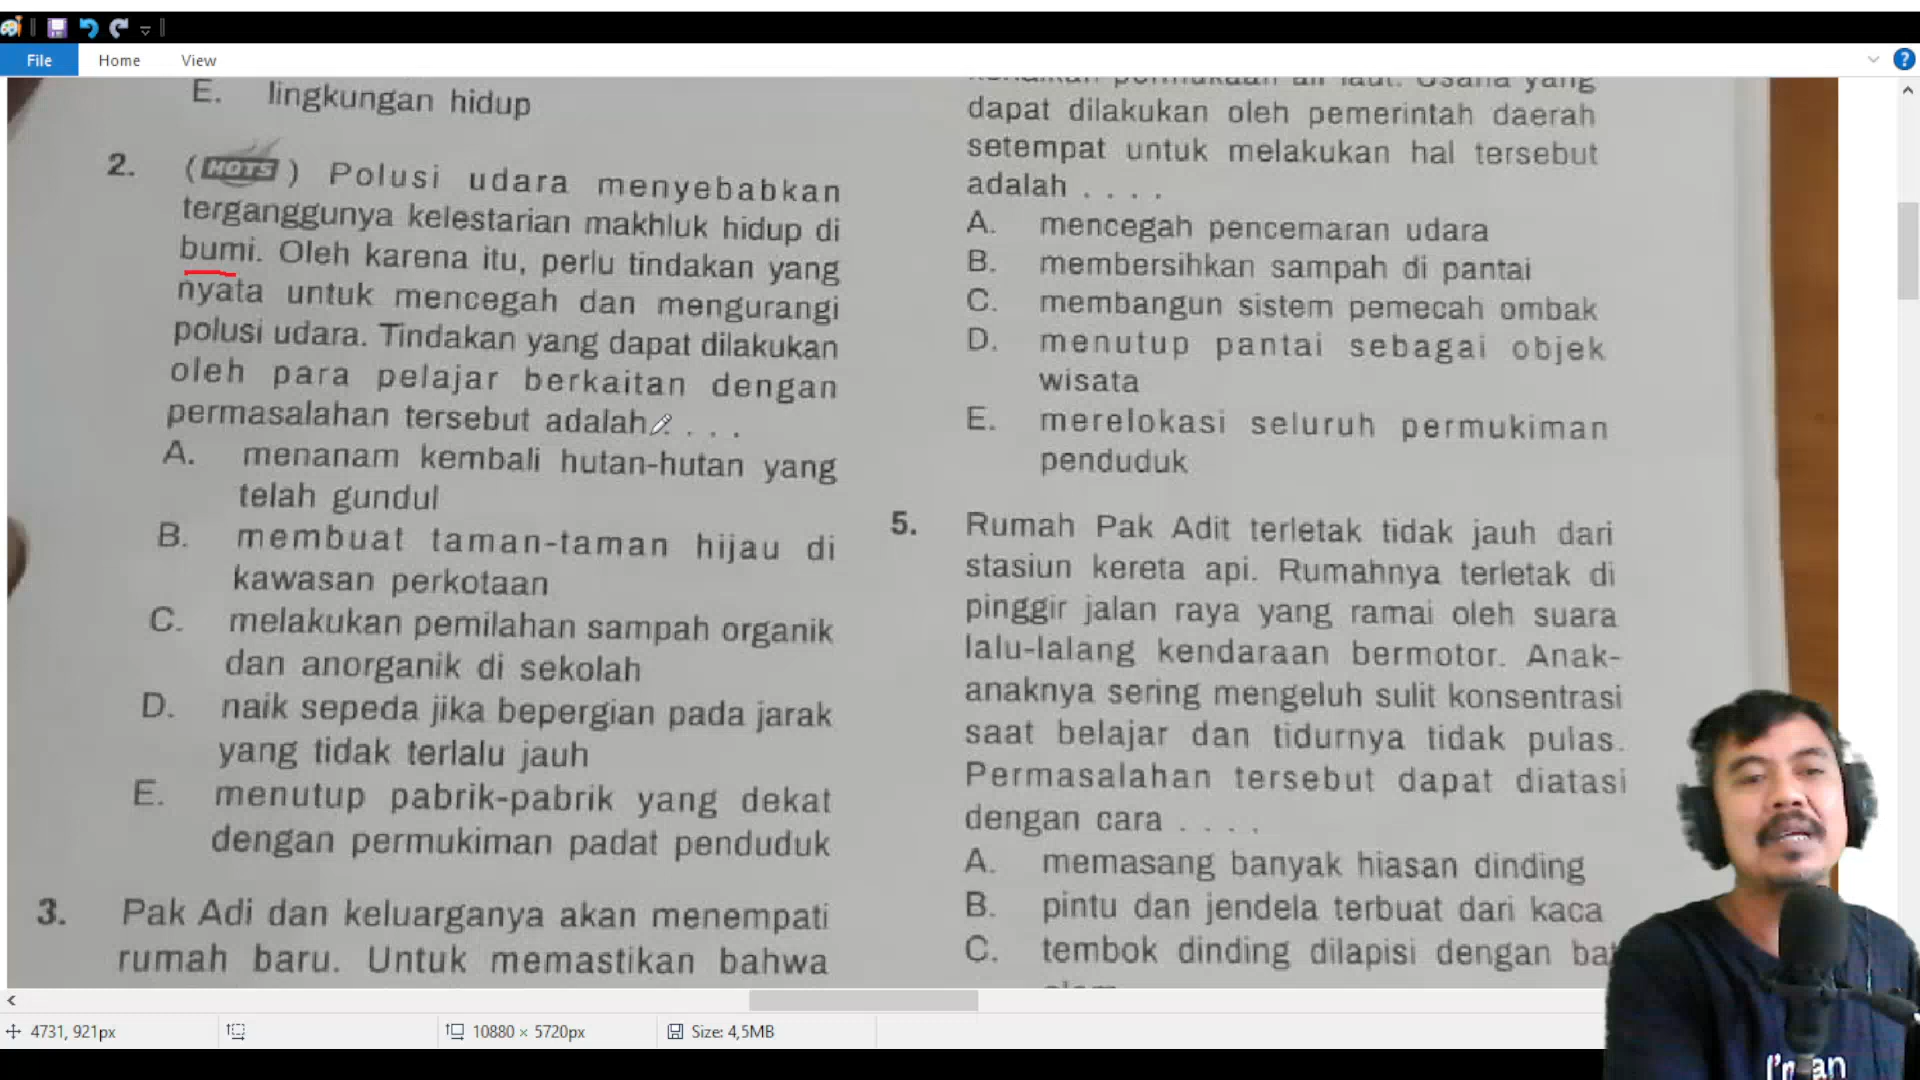 File Home View
E. lingkungan hidup
2. (HOTS) Polusi udara menyebabkan
terganggunya kelestarian makhluk hidup di
bumi. Oleh karena itu, perlu tindakan yang
nyata untuk mencegah dan mengurangi
polusi udara. Tindakan yang dapat dilakukan
oleh para pelajar berkaitan dengan
permasalahan tersebut adalah . . . .
A. menanam kembali hutan-hutan yang
telah gundul
B. membuat taman-taman hijau di
kawasan perkotaan
C. melakukan pemilahan sampah organik
dan anorganik di sekolah
D. naik sepeda jika bepergian pada jarak
yang tidak terlalu jauh
E. menutup pabrik-pabrik yang dekat
dengan permukiman padat penduduk
3. Pak Adi dan keluarganya akan menempati
rumah baru. Untuk memastikan bahwa
permukaan air laut. Usaha yang
dapat dilakukan oleh pemerintah daerah
setempat untuk melakukan hal tersebut
adalah . . . .
A. mencegah pencemaran udara
B. membersihkan sampah di pantai
C. membangun sistem pemecah ombak
D. menutup pantai sebagai objek
wisata
E. merelokasi seluruh permukiman
penduduk
5. Rumah Pak Adit terletak tidak jauh dari
stasiun kereta api. Rumahnya terletak di
pinggir jalan raya yang ramai oleh suara
lalu-lalang kendaraan bermotor. Anak-
anaknya sering mengeluh sulit konsentrasi
saat belajar dan tidurnya tidak pulas.
Permasalahan tersebut dapat diatasi
dengan cara . . . .
A. memasang banyak hiasan dinding
B. pintu dan jendela terbuat dari kaca
C. tembok dinding dilapisi dengan
4731, 921px
10880 × 5720px
Size: 4,5MB